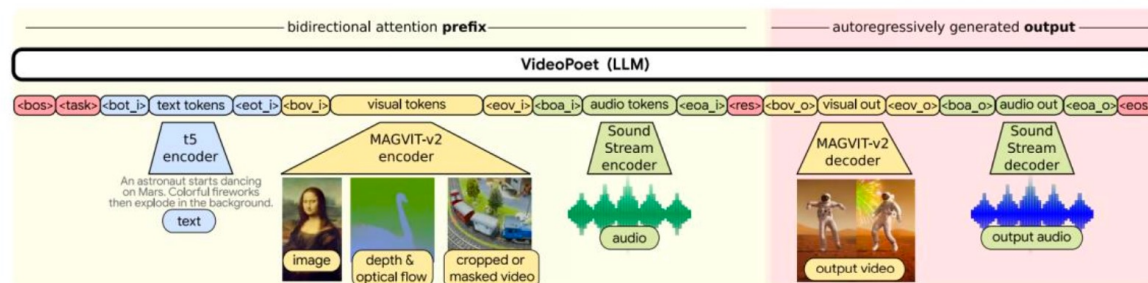 bidirectional attention prefix
autoregressively generated output
VideoPoet (LLM)
<bos> <task> <bot_i> text tokens <eot_i> <bov_i> visual tokens <eov_i> <boa_i> audio tokens <eoa_i> <res> <bov_o> visual out <eov_o> <boa_o> audio out <eoa_o> <eos
t5
encoder
An astronaut starts dancing
on Mars. Colorful fireworks
then explode in the background.
text
MAGVIT-v2
encoder
image
depth &
optical flow
cropped or
masked video
Sound
Stream
encoder
audio
MAGVIT-v2
decoder
output video
Sound
Stream
decoder
output audio